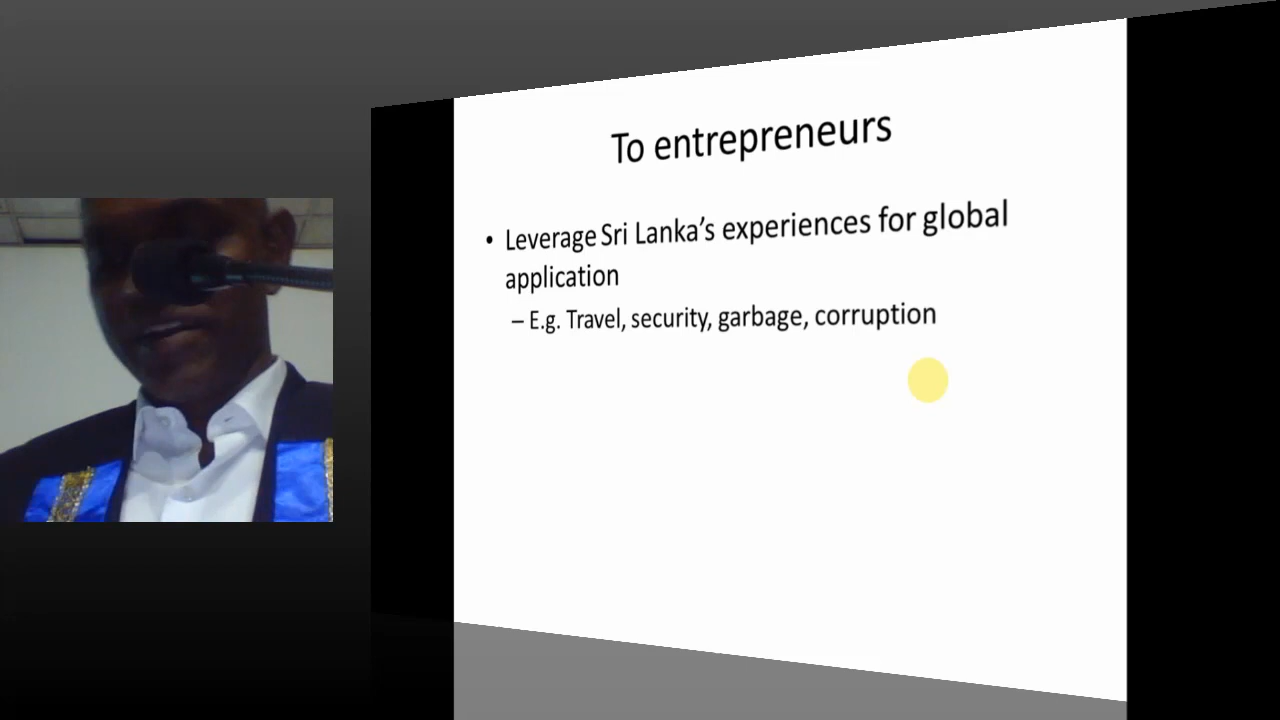 To entrepreneurs
• Leverage Sri Lanka’s experiences for global
application
– E.g. Travel, security, garbage, corruption